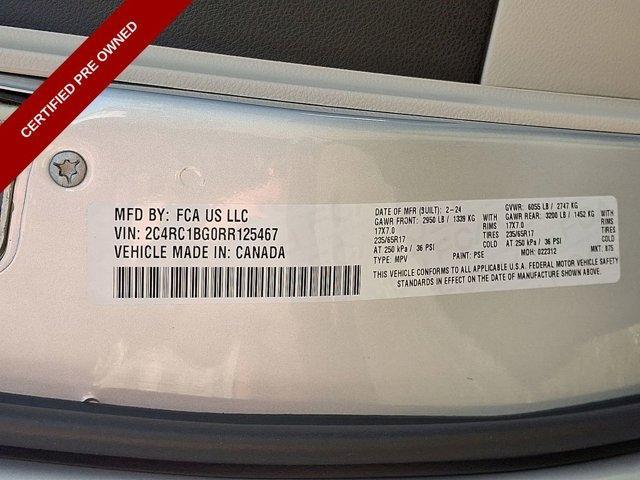 CERTIFIED PRE OWNED
MFD BY: FCA US LLC
VIN: 2C4RC1BG0RR125467
VEHICLE MADE IN: CANADA
DATE OF MFR (BUILT): 2-24 GVWR: 6055 LB / 2747 KG
GAWR FRONT: 2950 LB / 1339 KG GAWR REAR: 3200 LB / 1452 KG
17X7.0 RIMS 17X7.0 RIMS
235/65R17 TIRES 235/65R17 TIRES
AT 250 kPa / 36 PSI COLD AT 250 kPa / 36 PSI COLD
TYPE: MPV PAINT: PSE MDH: 022312 MKT: 875
THIS VEHICLE CONFORMS TO ALL APPLICABLE U.S.A. FEDERAL MOTOR VEHICLE SAFETY
STANDARDS IN EFFECT ON THE DATE OF MANUFACTURE SHOWN ABOVE.